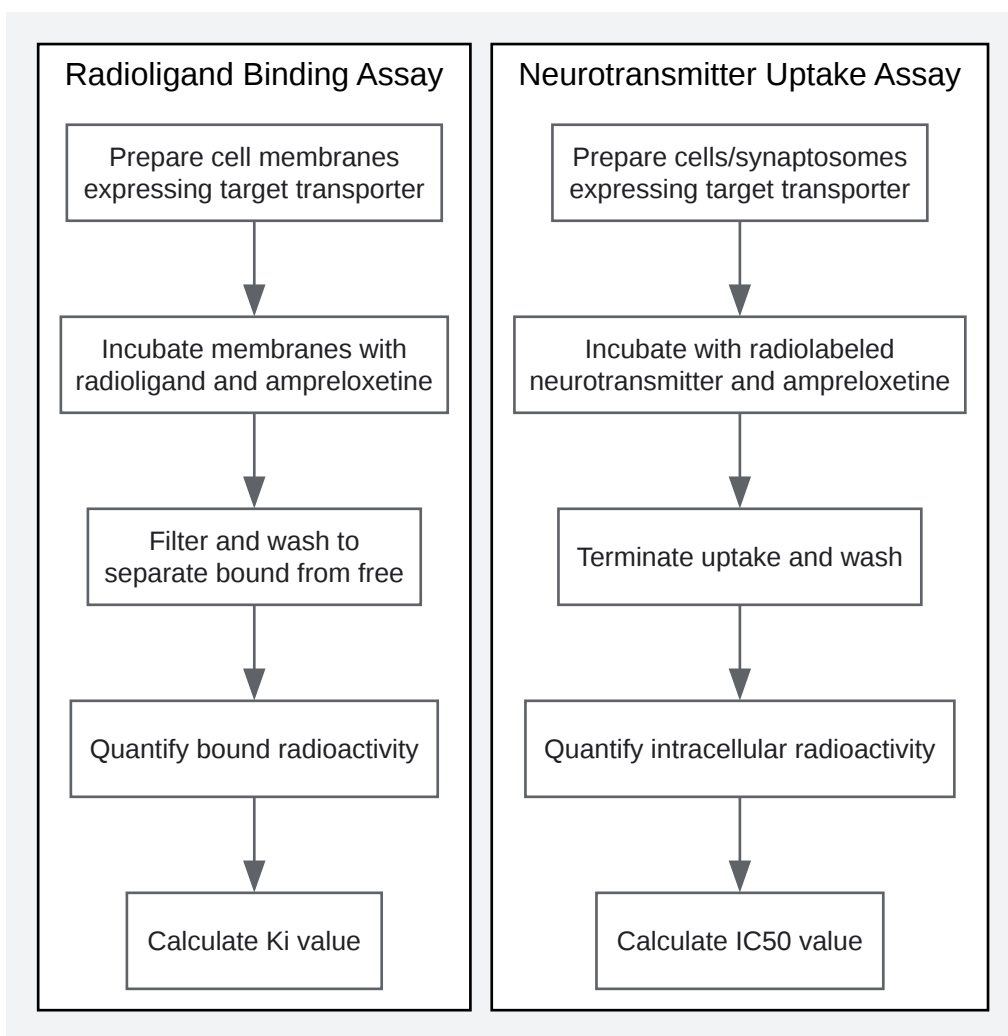 Radioligand Binding Assay
Prepare cell membranes
expressing target transporter
Incubate membranes with
radioligand and ampreloxetine
Filter and wash to
separate bound from free
Quantify bound radioactivity
Calculate Ki value
Neurotransmitter Uptake Assay
Prepare cells/synaptosomes
expressing target transporter
Incubate with radiolabeled
neurotransmitter and ampreloxetine
Terminate uptake and wash
Quantify intracellular radioactivity
Calculate IC50 value